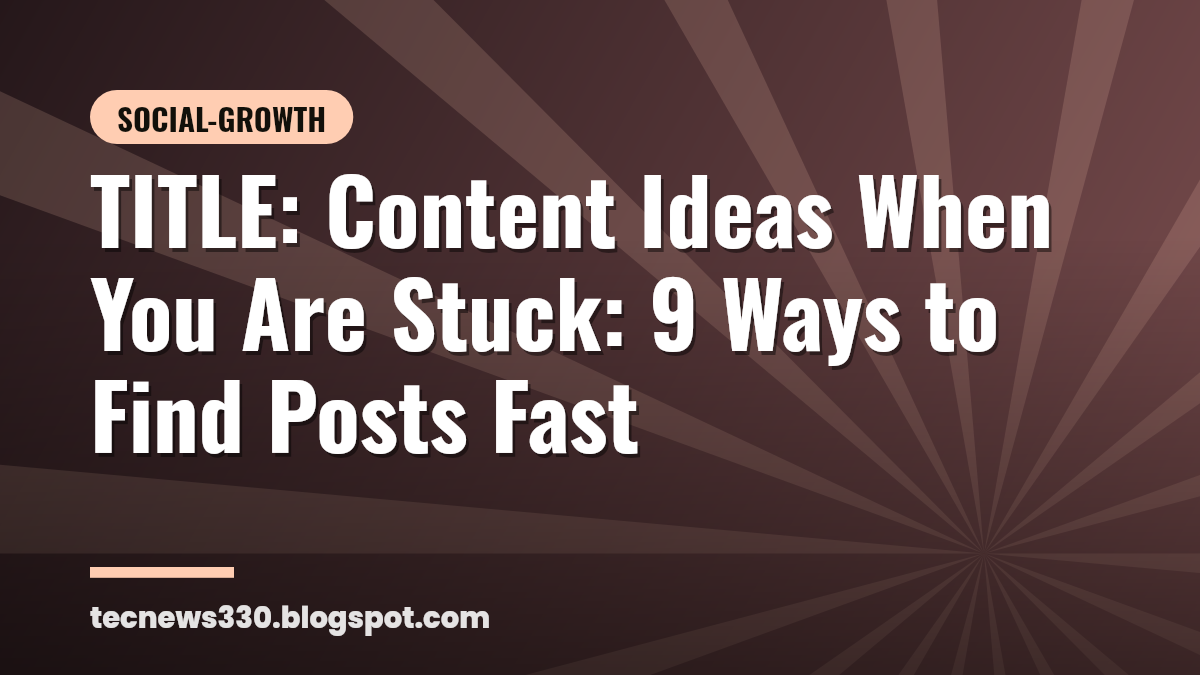 SOCIAL-GROWTH
TITLE: Content Ideas When
You Are Stuck: 9 Ways to
Find Posts Fast
tecnews330.blogspot.com